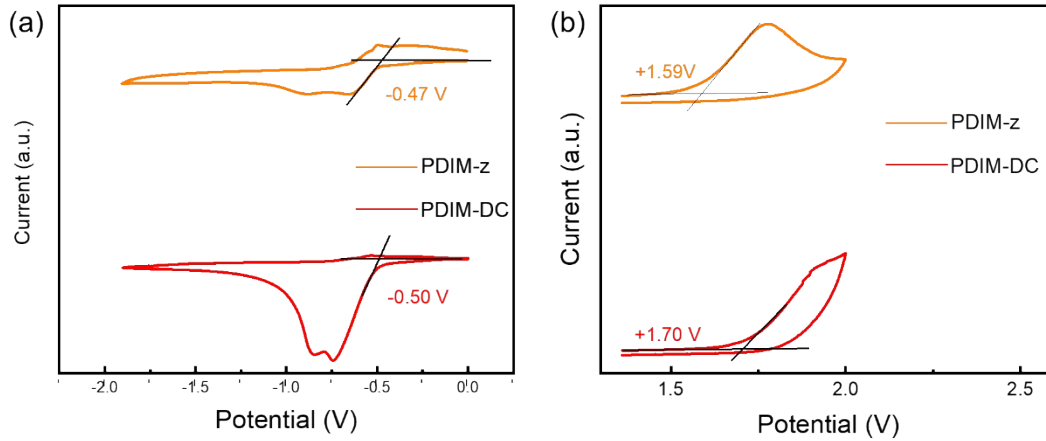 (a)
Current (a.u.)
-0.47 V
PDIM-z
PDIM-DC
-0.50 V
-2.0 -1.5 -1.0 -0.5 0.0
Potential (V)
(b)
Current (a.u.)
+1.59V
PDIM-z
PDIM-DC
+1.70 V
1.5 2.0 2.5
Potential (V)